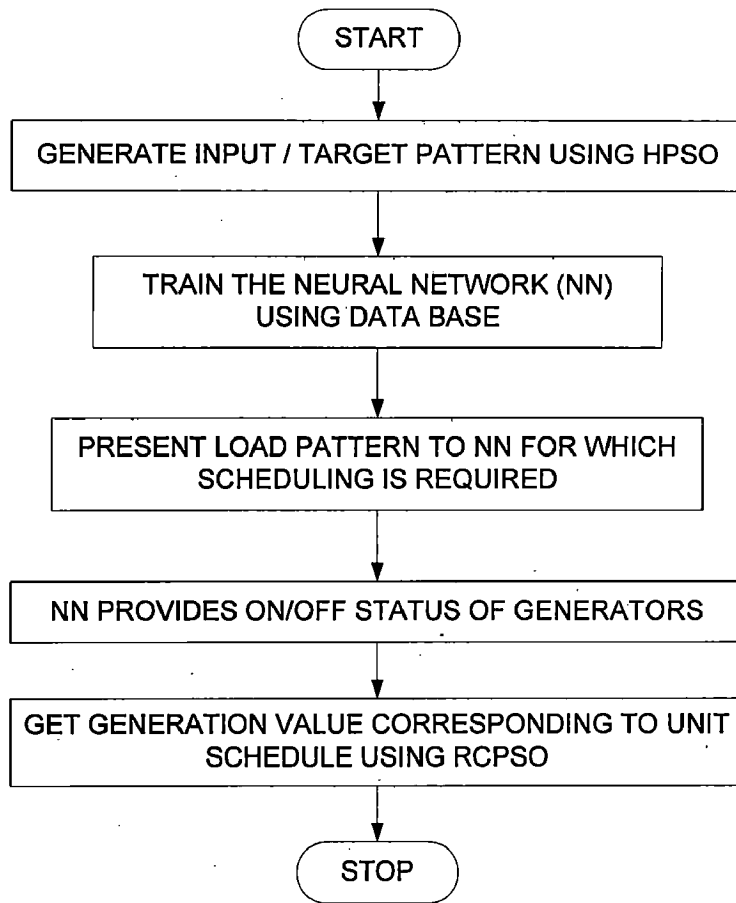 START
GENERATE INPUT / TARGET PATTERN USING HPSO
TRAIN THE NEURAL NETWORK (NN)
USING DATA BASE
PRESENT LOAD PATTERN TO NN FOR WHICH
SCHEDULING IS REQUIRED
NN PROVIDES ON/OFF STATUS OF GENERATORS
GET GENERATION VALUE CORRESPONDING TO UNIT
SCHEDULE USING RCPSO
STOP